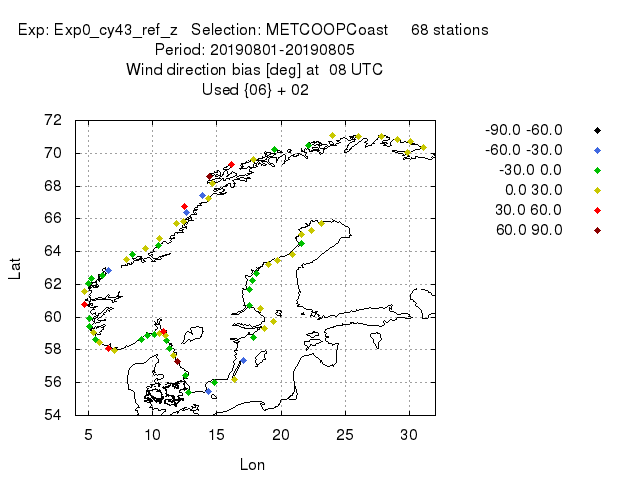 Exp: Exp0_cy43_ref_z Selection: METCOOPCoast 68 stations
Period: 20190801-20190805
Wind direction bias [deg] at 08 UTC
Used {06} + 02
72
70
68
66
64
62
60
58
56
54
Lat
5 10 15 20 25 30
Lon
-90.0 -60.0
-60.0 -30.0
-30.0 0.0
0.0 30.0
30.0 60.0
60.0 90.0